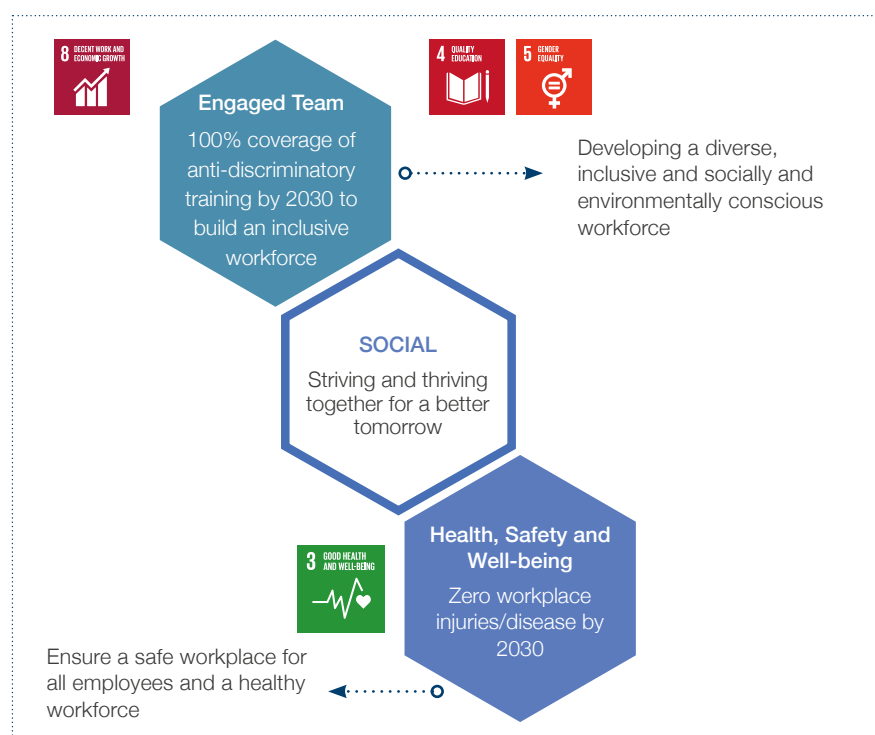 8 DECENT WORK AND
ECONOMIC GROWTH
4 QUALITY
EDUCATION
5 GENDER
EQUALITY
Engaged Team
100% coverage of
anti-discriminatory
training by 2030 to
build an inclusive
workforce
Developing a diverse,
inclusive and socially and
environmentally conscious
workforce
SOCIAL
Striving and thriving
together for a better
tomorrow
3 GOOD HEALTH
AND WELL-BEING
Health, Safety and
Well-being
Zero workplace
injuries/disease by
2030
Ensure a safe workplace for
all employees and a healthy
workforce